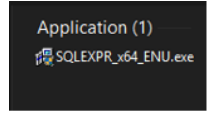 Application (1)
SQLEXPR_x64_ENU.exe